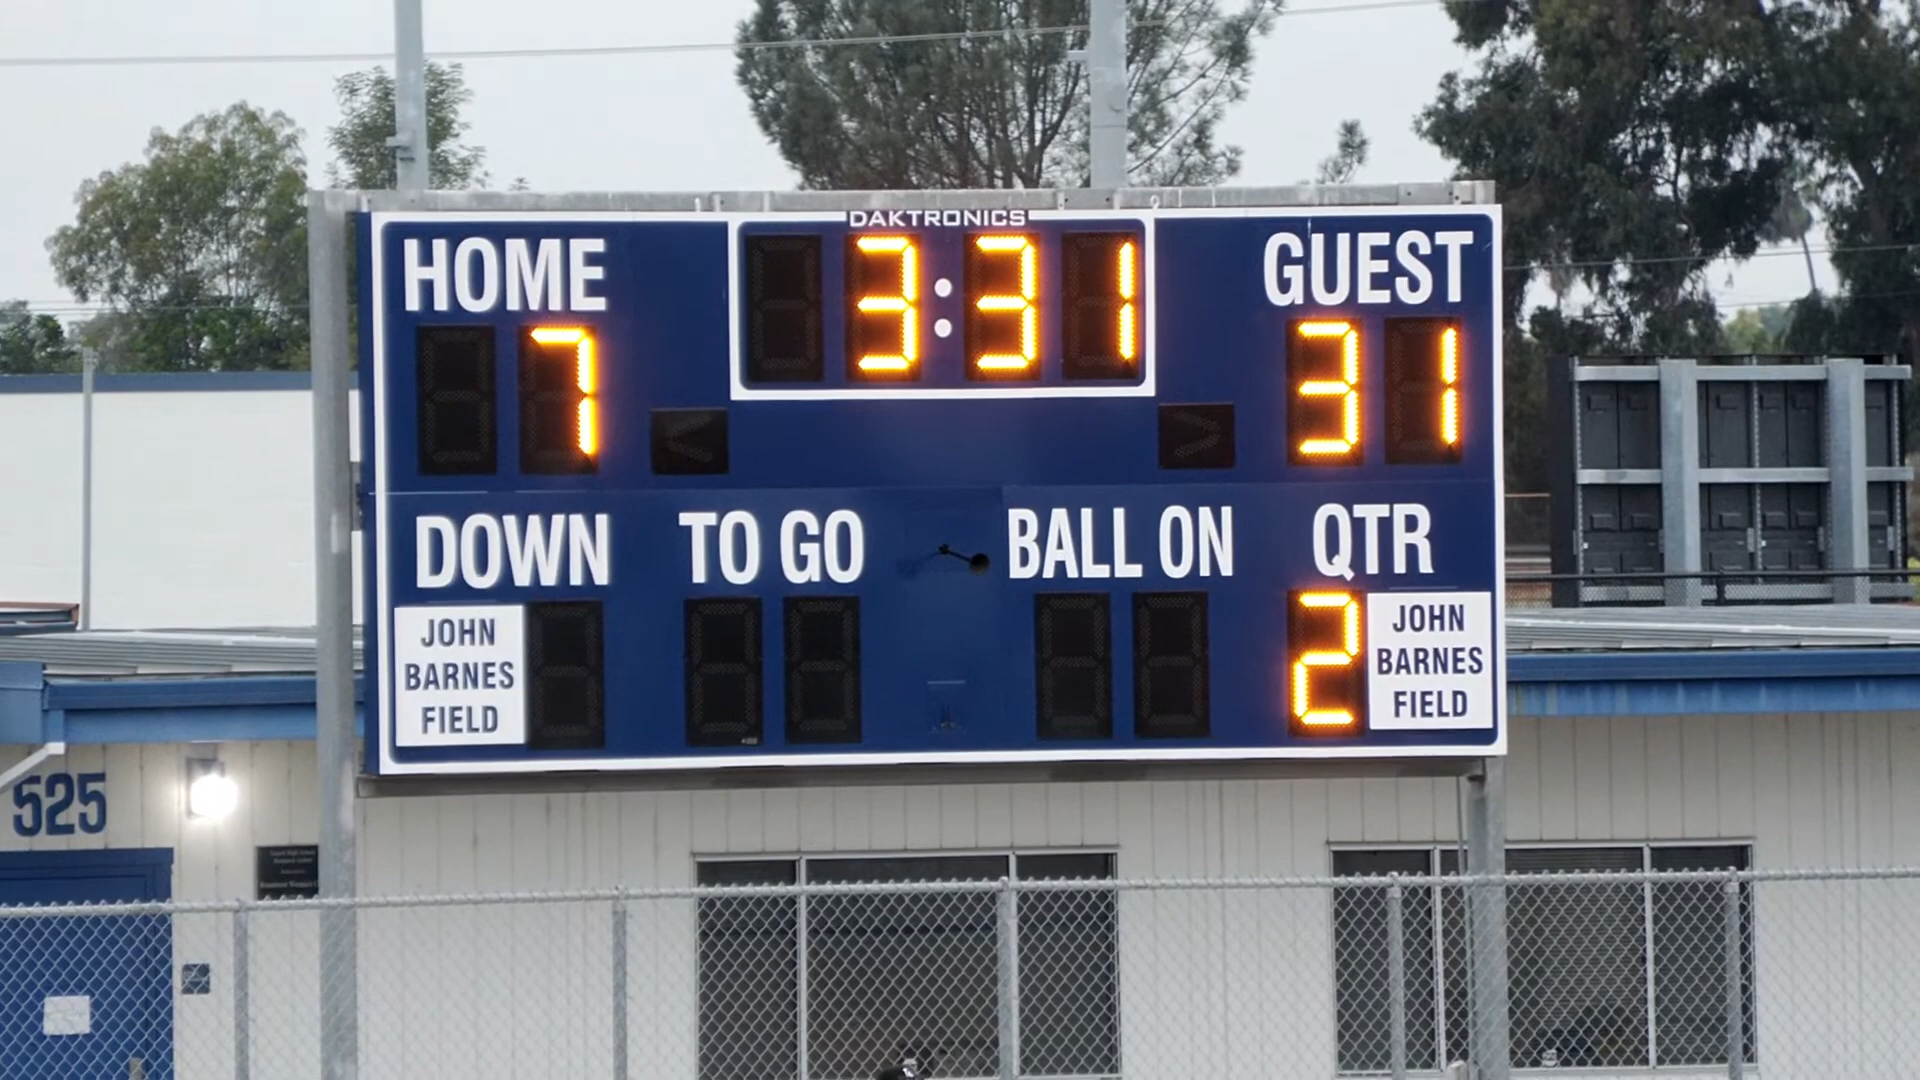 DAKTRONICS
HOME 3:31 GUEST
7 31
DOWN TO GO BALL ON QTR
2
JOHN
BARNES
FIELD
JOHN
BARNES
FIELD
525